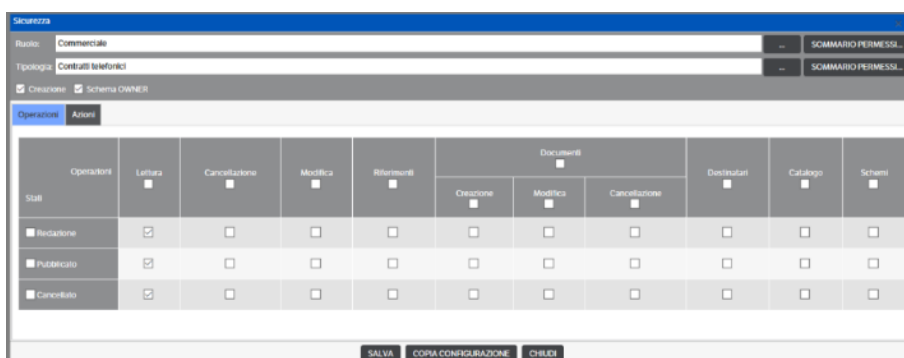 Sicurezza
Ruolo: Commerciale ... SOMMARIO PERMESSI...
Tipologia: Contratti telefonici ... SOMMARIO PERMESSI...
Creazione Schema OWNER
Operazioni Azioni
Operazioni Stati Lettura Cancellazione Modifica Riferimenti Documenti Destinatari Catalogo Schemi
Creazione Modifica Cancellazione
Redazione
Pubblicato
Cancellato
SALVA COPIA CONFIGURAZIONE CHIUDI